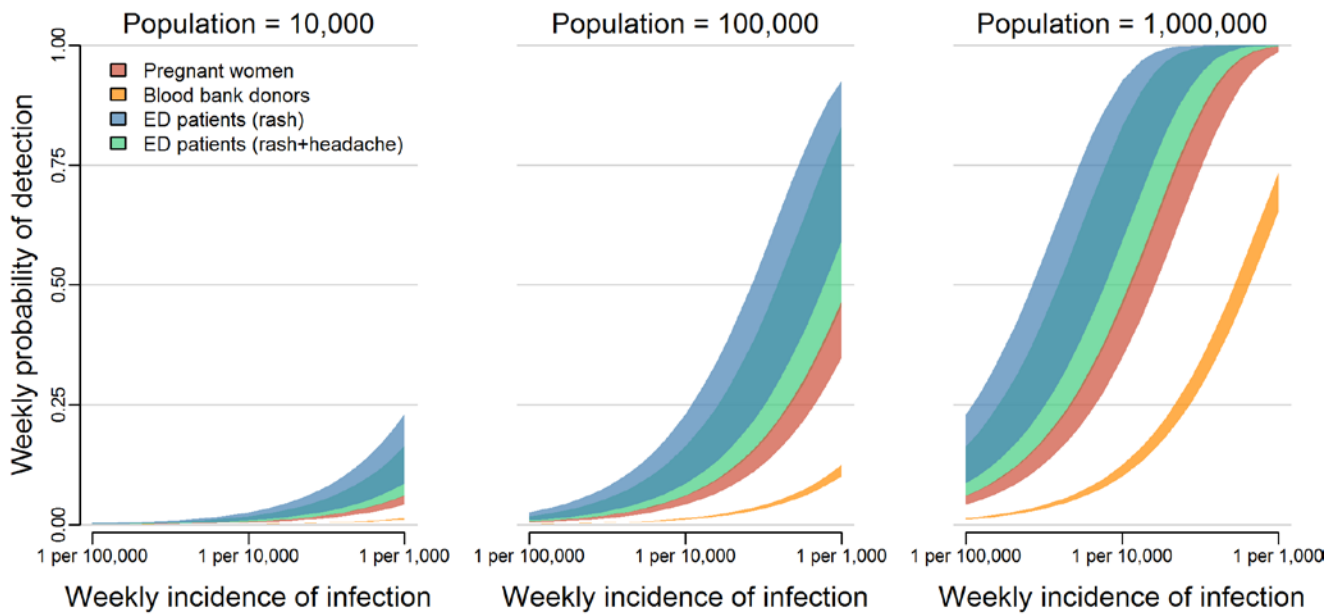 Population = 10,000
Population = 100,000
Population = 1,000,000
Weekly probability of detection
1.00
0.75
0.50
0.25
0.00
Pregnant women
Blood bank donors
ED patients (rash)
ED patients (rash+headache)
1 per 100,000
1 per 10,000
1 per 1,000
1 per 100,000
1 per 10,000
1 per 1,000
1 per 100,000
1 per 10,000
1 per 1,000
Weekly incidence of infection
Weekly incidence of infection
Weekly incidence of infection